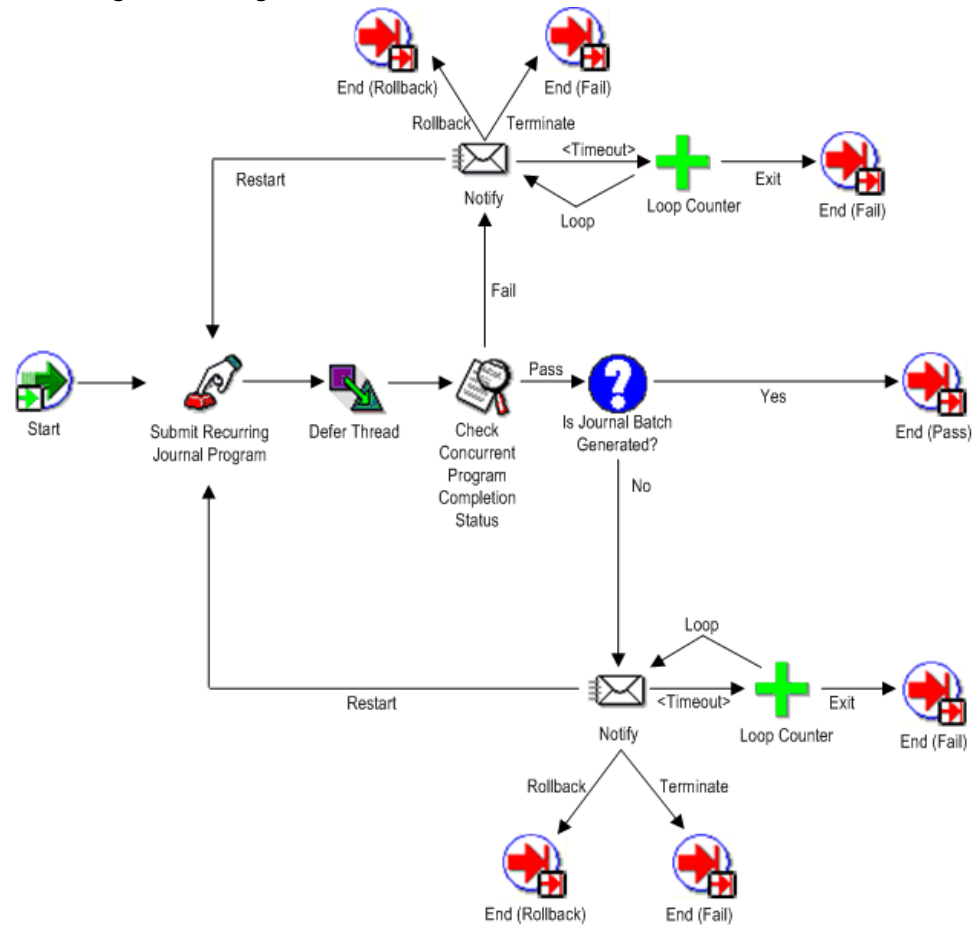 End (Rollback)
End (Fail)
Rollback
Terminate
<Timeout>
Restart
Notify
Loop
Loop Counter
Exit
End (Fail)
Fail
Pass
Yes
Start
Submit Recurring
Journal Program
Defer Thread
Check
Concurrent
Program
Completion
Status
Is Journal Batch
Generated?
End (Pass)
No
Loop
Restart
<Timeout>
Exit
Notify
Loop Counter
End (Fail)
Rollback
Terminate
End (Rollback)
End (Fail)